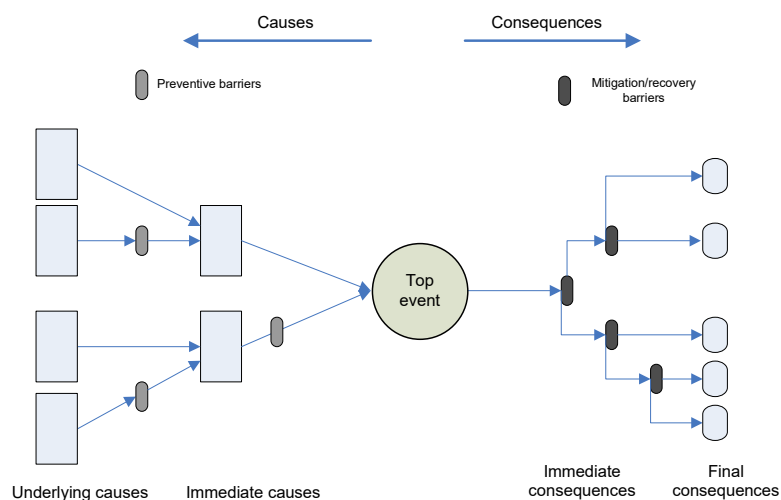 Causes
Consequences
Preventive barriers
Mitigation/recovery
barriers
Top
event
Underlying causes
Immediate causes
Immediate
consequences
Final
consequences